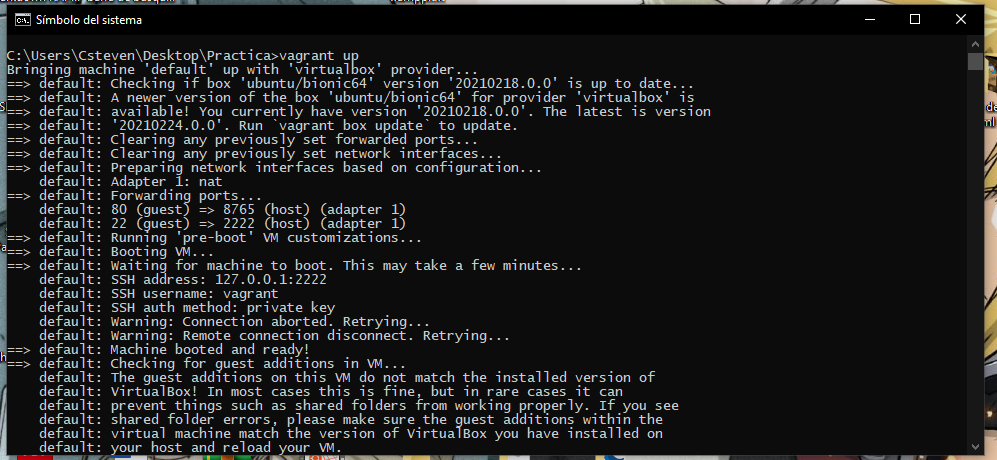 Símbolo del sistema
C:\Users\Csteven\Desktop\Practica>vagrant up
Bringing machine 'default' up with 'virtualbox' provider...
==> default: Checking if box 'ubuntu/bionic64' version '20210218.0.0' is up to date...
==> default: A newer version of the box 'ubuntu/bionic64' for provider 'virtualbox' is
==> default: available! You currently have version '20210218.0.0'. The latest is version
==> default: '20210224.0.0'. Run `vagrant box update` to update.
==> default: Clearing any previously set forwarded ports...
==> default: Clearing any previously set network interfaces...
==> default: Preparing network interfaces based on configuration...
    default: Adapter 1: nat
==> default: Forwarding ports...
    default: 80 (guest) => 8765 (host) (adapter 1)
    default: 22 (guest) => 2222 (host) (adapter 1)
==> default: Running 'pre-boot' VM customizations...
==> default: Booting VM...
==> default: Waiting for machine to boot. This may take a few minutes...
    default: SSH address: 127.0.0.1:2222
    default: SSH username: vagrant
    default: SSH auth method: private key
    default: Warning: Connection aborted. Retrying...
    default: Warning: Remote connection disconnect. Retrying...
==> default: Machine booted and ready!
==> default: Checking for guest additions in VM...
    default: The guest additions on this VM do not match the installed version of
    default: VirtualBox! In most cases this is fine, but in rare cases it can
    default: prevent things such as shared folders from working properly. If you see
    default: shared folder errors, please make sure the guest additions within the
    default: virtual machine match the version of VirtualBox you have installed on
    default: your host and reload your VM.